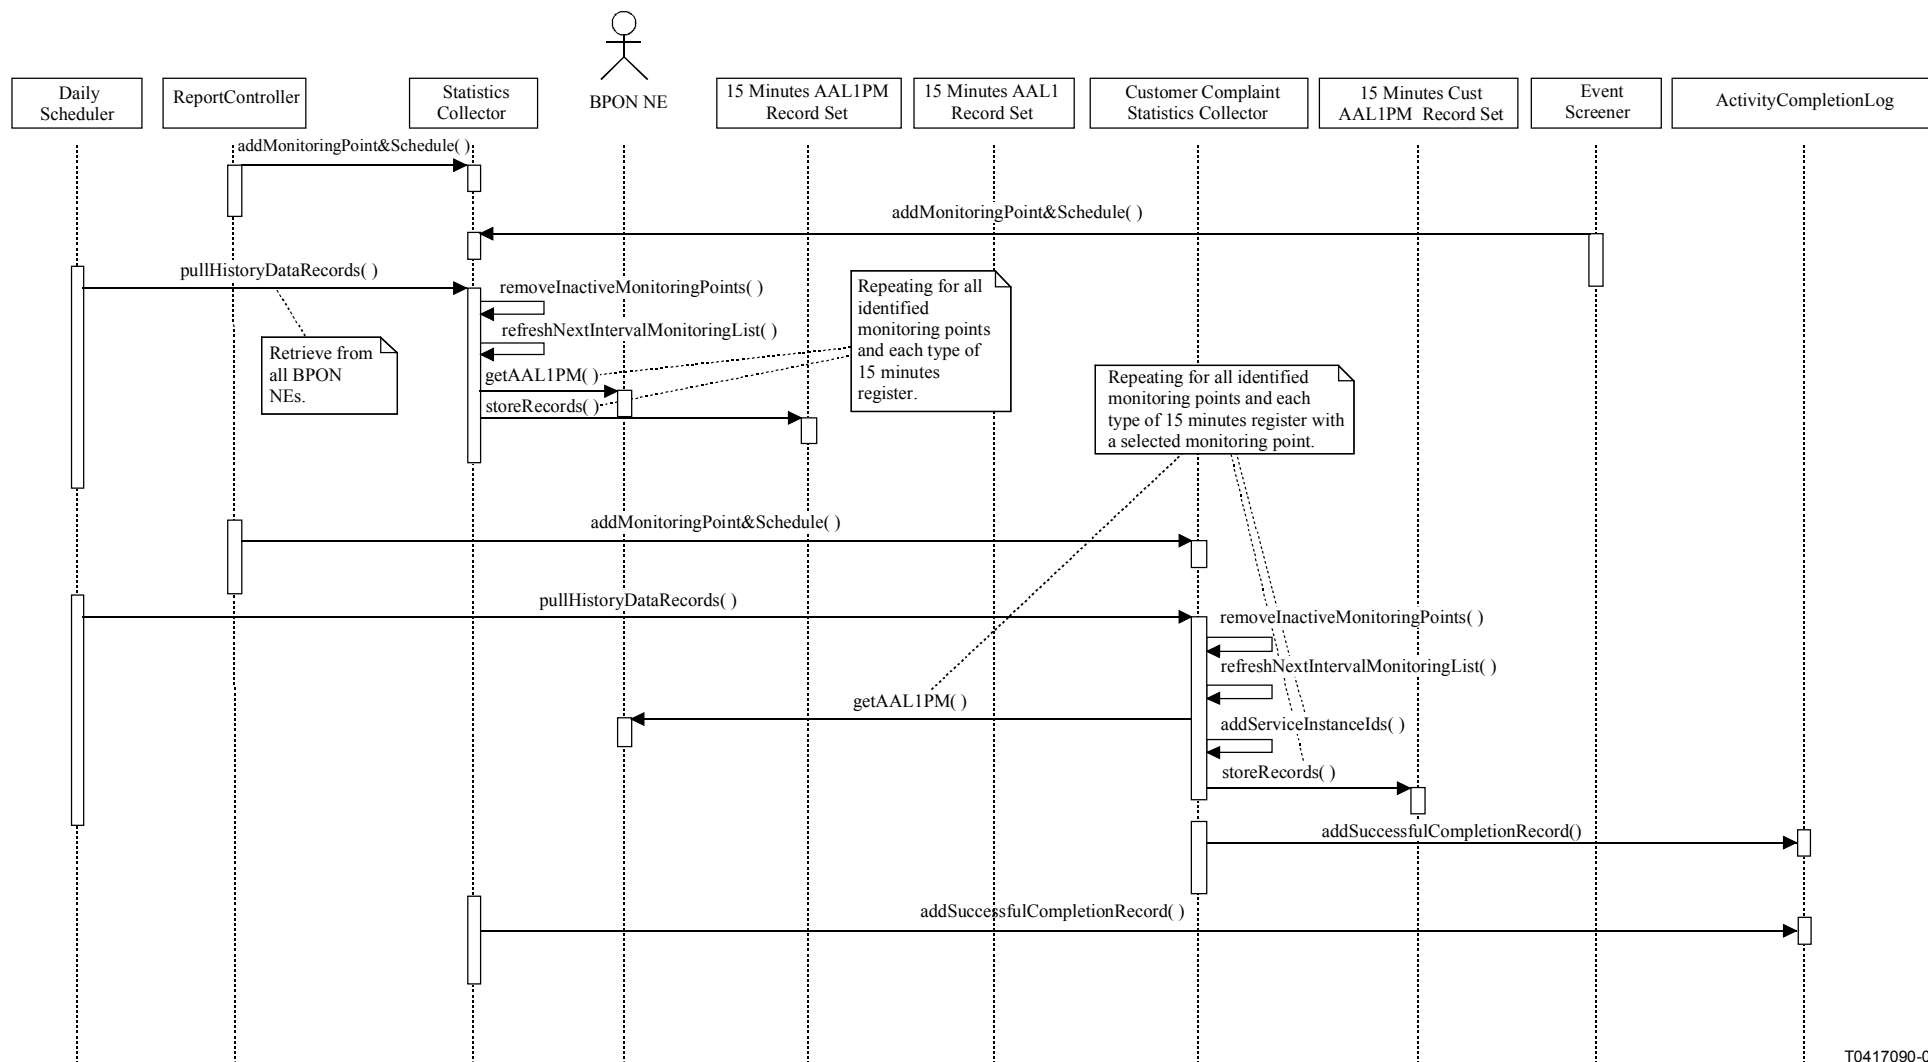 Daily
Scheduler
ReportController
Statistics
Collector
BPON NE
15 Minutes AAL1PM
Record Set
15 Minutes AAL1
Record Set
Customer Complaint
Statistics Collector
15 Minutes Cust
AAL1PM Record Set
Event
Screener
ActivityCompletionLog
addMonitoringPoint&Schedule( )
addMonitoringPoint&Schedule( )
pullHistoryDataRecords( )
removeInactiveMonitoringPoints( )
refreshNextIntervalMonitoringList( )
getAAL1PM( )
storeRecords( )
Retrieve from
all BPON
NEs.
Repeating for all
identified
monitoring points
and each type of
15 minutes
register.
Repeating for all identified
monitoring points and each
type of 15 minutes register with
a selected monitoring point.
addMonitoringPoint&Schedule( )
pullHistoryDataRecords( )
removeInactiveMonitoringPoints( )
refreshNextIntervalMonitoringList( )
getAAL1PM( )
addServiceInstanceIds( )
storeRecords( )
addSuccessfulCompletionRecord()
addSuccessfulCompletionRecord( )